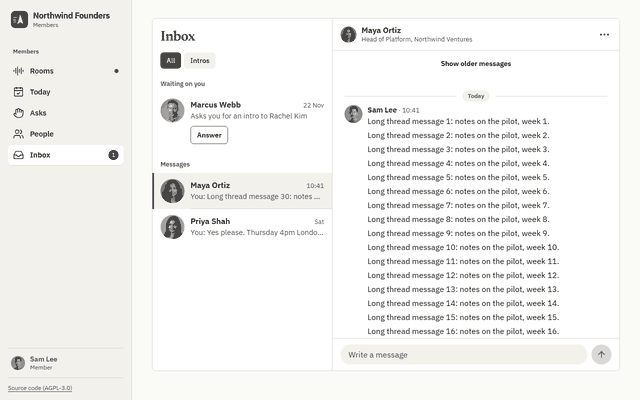 Northwind Founders
Members
Members
Rooms
Today
Asks
People
Inbox
1
Sam Lee
Member
Source code (AGPL-3.0)
Inbox
All
Intros
Waiting on you
Marcus Webb
22 Nov
Asks you for an intro to Rachel Kim
Answer
Messages
Maya Ortiz
10:41
You: Long thread message 30: notes ...
Priya Shah
Sat
You: Yes please. Thursday 4pm Londo...
Maya Ortiz
Head of Platform, Northwind Ventures
Show older messages
Today
Sam Lee · 10:41
Long thread message 1: notes on the pilot, week 1.
Long thread message 2: notes on the pilot, week 2.
Long thread message 3: notes on the pilot, week 3.
Long thread message 4: notes on the pilot, week 4.
Long thread message 5: notes on the pilot, week 5.
Long thread message 6: notes on the pilot, week 6.
Long thread message 7: notes on the pilot, week 7.
Long thread message 8: notes on the pilot, week 8.
Long thread message 9: notes on the pilot, week 9.
Long thread message 10: notes on the pilot, week 10.
Long thread message 11: notes on the pilot, week 11.
Long thread message 12: notes on the pilot, week 12.
Long thread message 13: notes on the pilot, week 13.
Long thread message 14: notes on the pilot, week 14.
Long thread message 15: notes on the pilot, week 15.
Long thread message 16: notes on the pilot, week 16.
Write a message